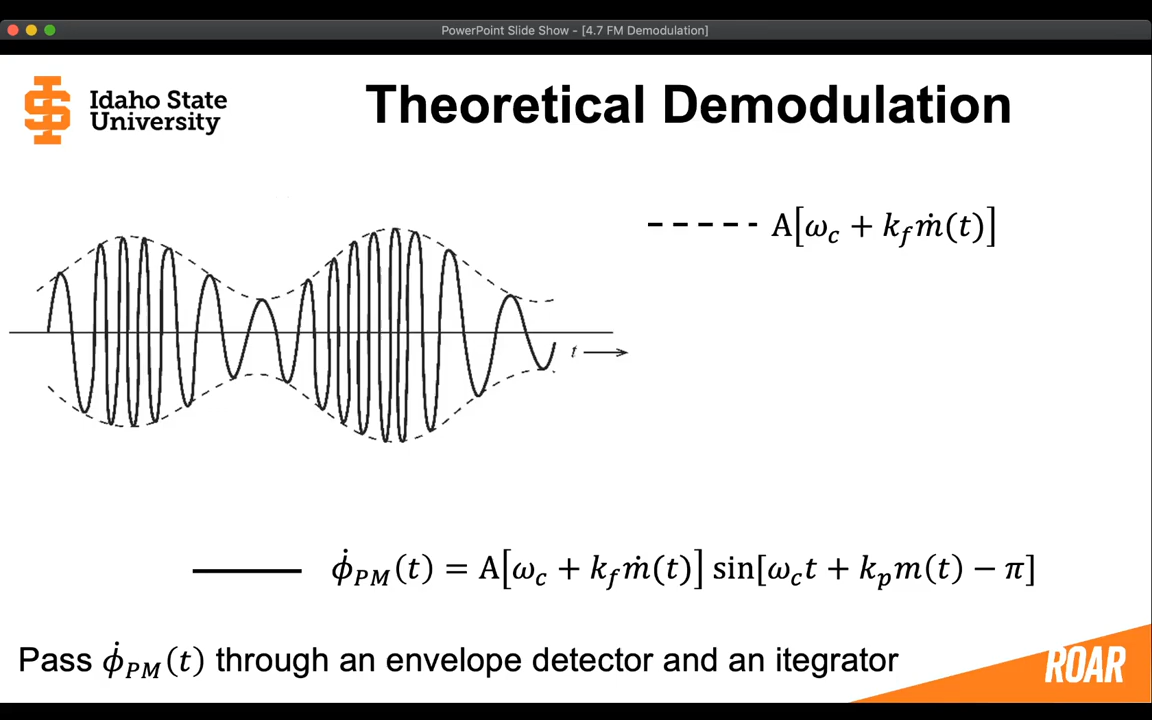 PowerPoint Slide Show - [4.7 FM Demodulation]
Idaho State
University
Theoretical Demodulation
A[ω_c + k_f ṁ(t)]
t
ϕ̇_PM(t) = A[ω_c + k_f ṁ(t)] sin[ω_c t + k_p m(t) − π]
Pass ϕ̇_PM(t) through an envelope detector and an itegrator
ROAR